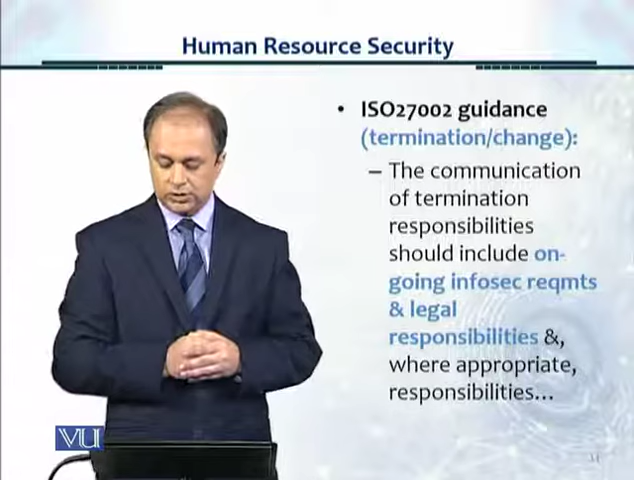 Human Resource Security
• ISO27002 guidance
(termination/change):
– The communication
of termination
responsibilities
should include on-
going infosec reqmts
& legal
responsibilities &,
where appropriate,
responsibilities...
VU